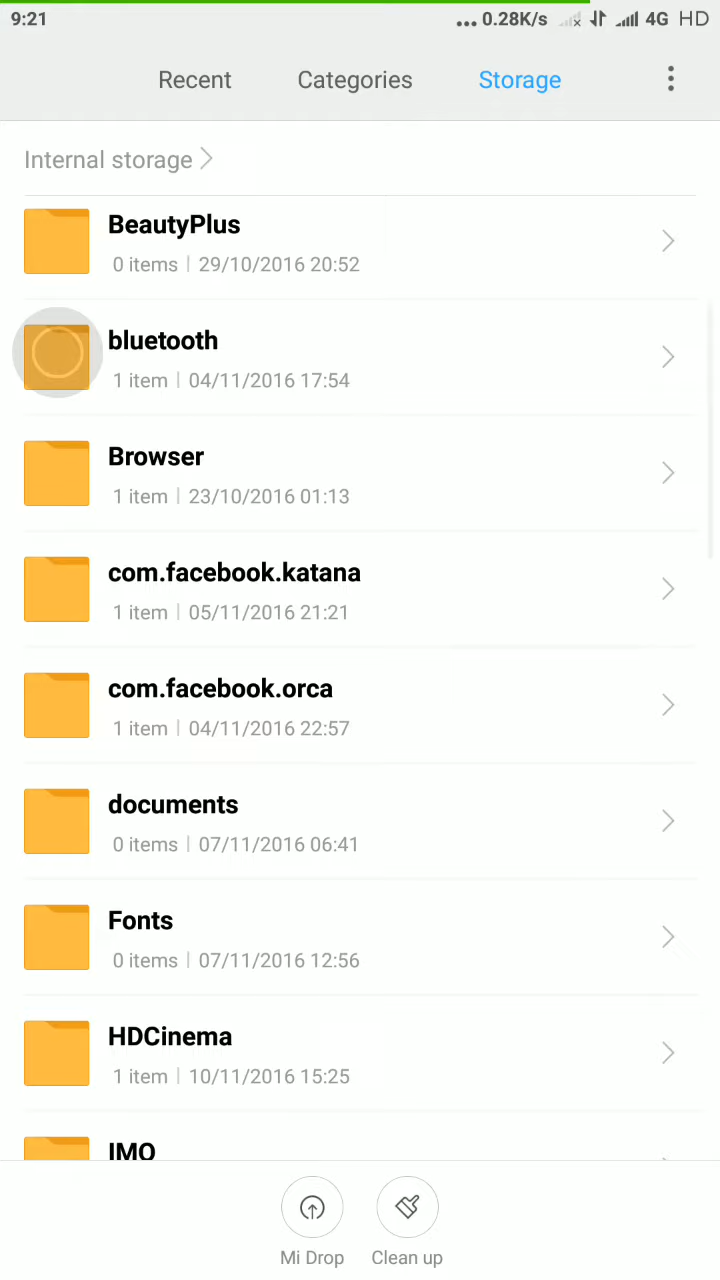 9:21 ... 0.28K/s 4G HD
Recent Categories Storage
Internal storage
BeautyPlus
0 items | 29/10/2016 20:52
bluetooth
1 item | 04/11/2016 17:54
Browser
1 item | 23/10/2016 01:13
com.facebook.katana
1 item | 05/11/2016 21:21
com.facebook.orca
1 item | 04/11/2016 22:57
documents
0 items | 07/11/2016 06:41
Fonts
0 items | 07/11/2016 12:56
HDCinema
1 item | 10/11/2016 15:25
IMO
Mi Drop Clean up